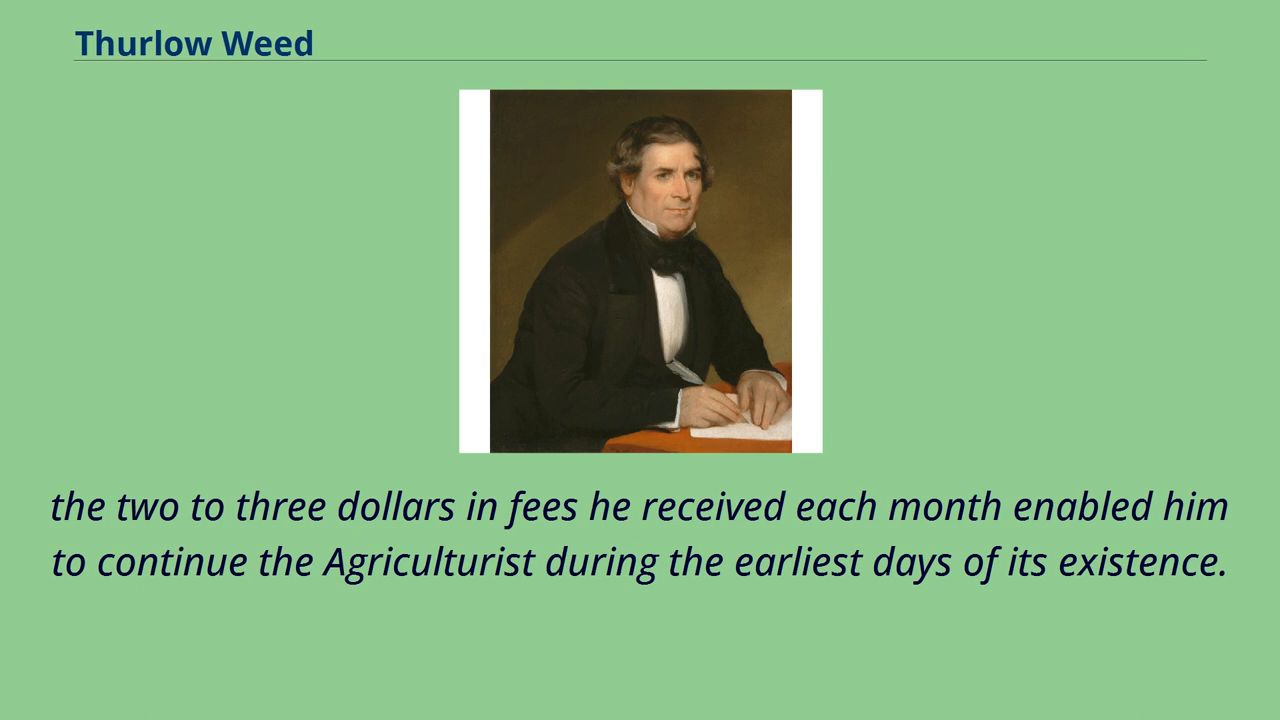 Thurlow Weed
the two to three dollars in fees he received each month enabled him
to continue the Agriculturist during the earliest days of its existence.